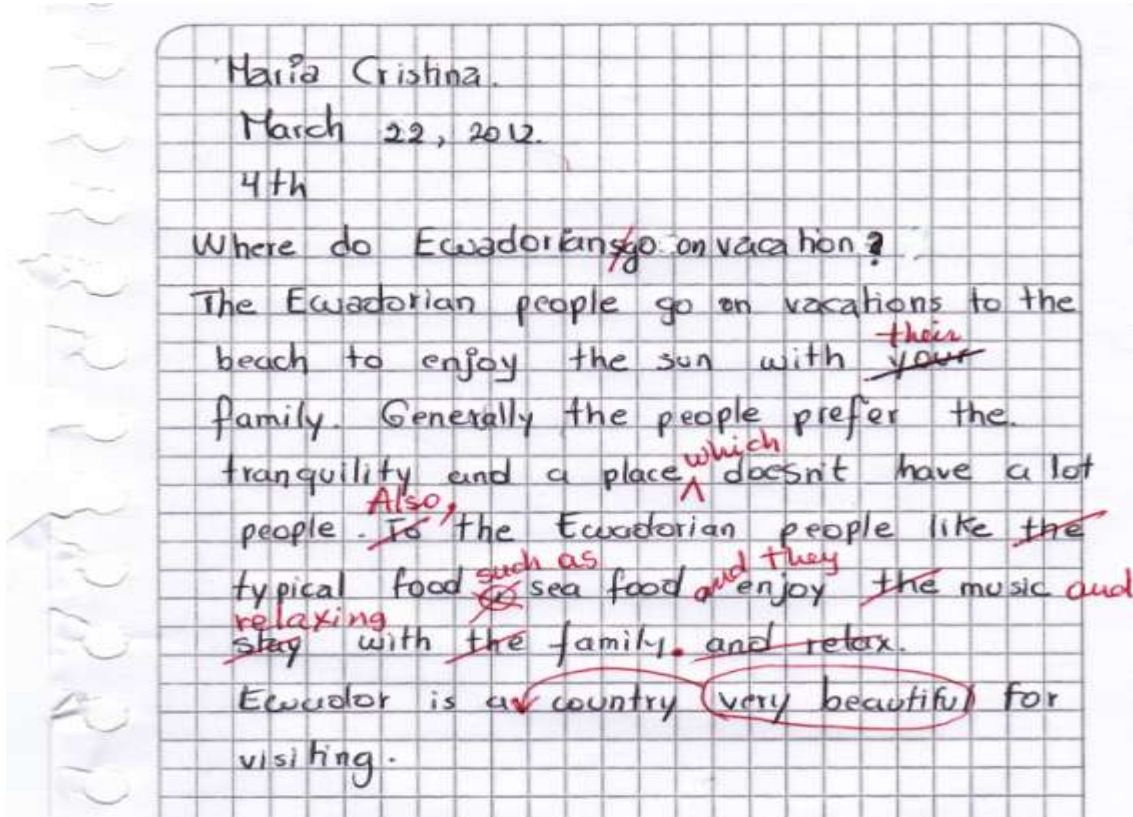 Maria Cristina.
March 22, 2012.
4th
Where do Ecuadorians/go on vacation?
The Ecuadorian people go on vacations to the
their
beach to enjoy the sun with your
family. Generally the people prefer the.
which
tranquility and a place ^ doesn't have a lot
Also,
people. To the Ecuadorian people like the
such as and they
typical food sea food enjoy the music and
relaxing
stay with the family. and relax.
Ecuador is a country very beautiful for
visiting.